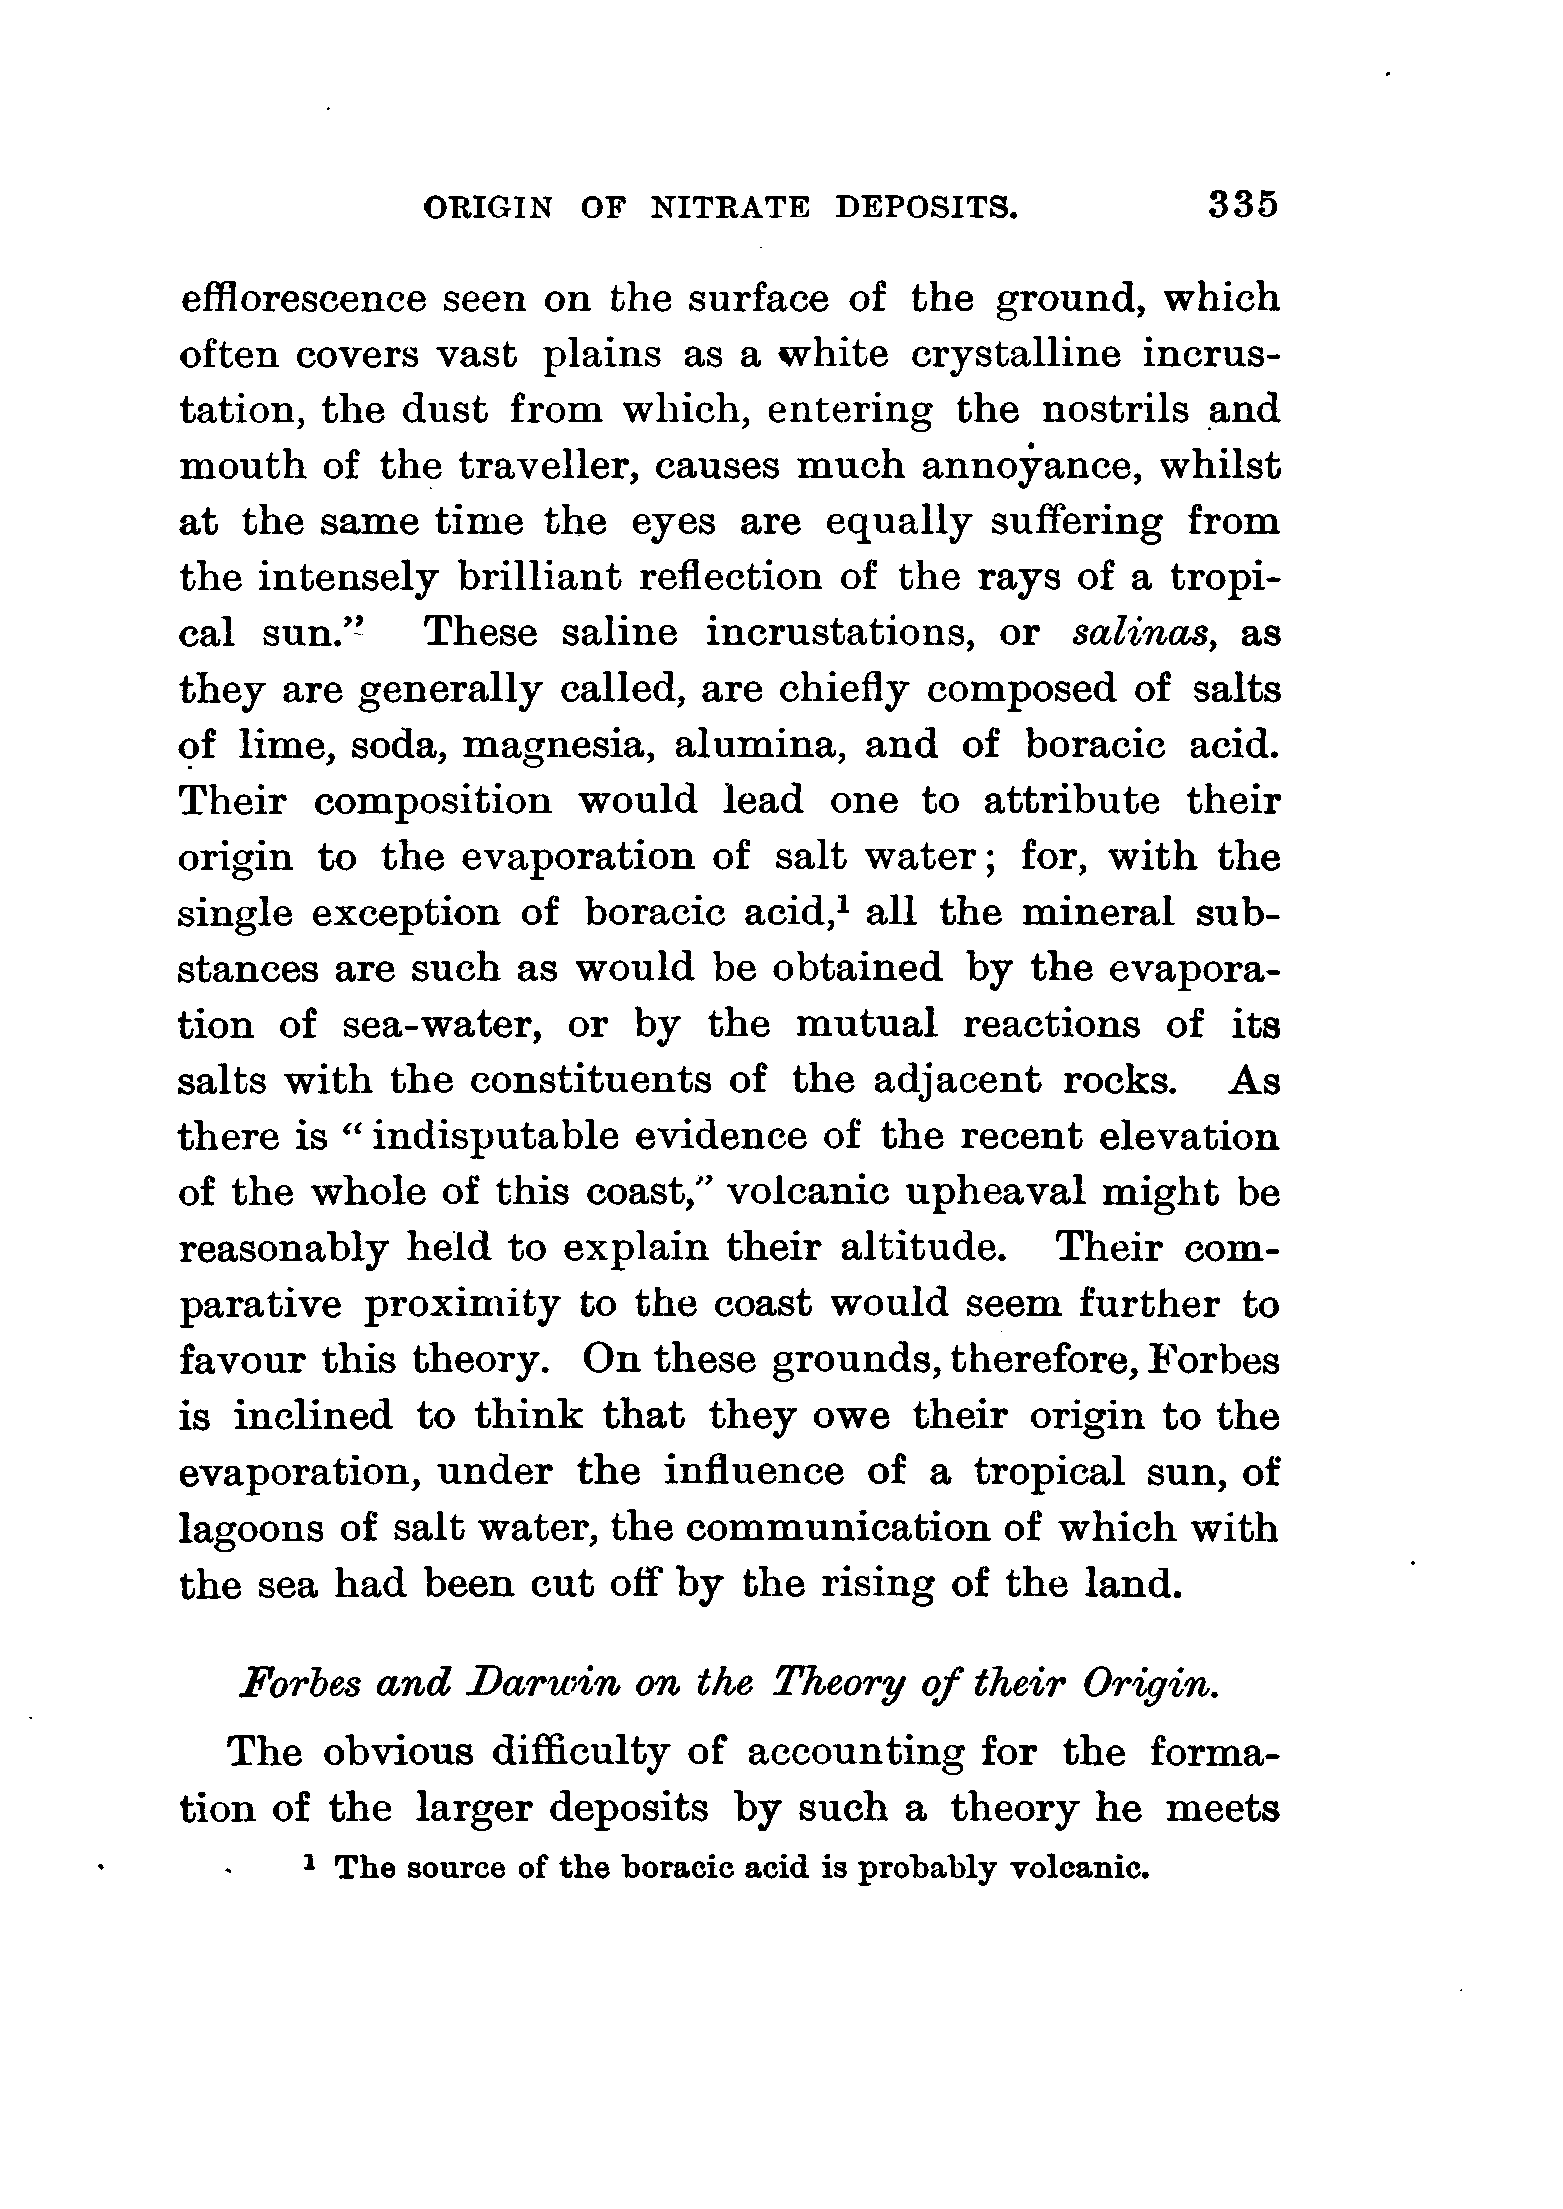 ORIGIN OF NITRATE DEPOSITS. 335
efflorescence seen on the surface of the ground, which
often covers vast plains as a white crystalline incrus-
tation, the dust from which, entering the nostrils and
mouth of the traveller, causes much annoyance, whilst
at the same time the eyes are equally suffering from
the intensely brilliant reflection of the rays of a tropi-
cal sun.” These saline incrustations, or salinas, as
they are generally called, are chiefly composed of salts
of lime, soda, magnesia, alumina, and of boracic acid.
Their composition would lead one to attribute their
origin to the evaporation of salt water; for, with the
single exception of boracic acid,¹ all the mineral sub-
stances are such as would be obtained by the evapora-
tion of sea-water, or by the mutual reactions of its
salts with the constituents of the adjacent rocks. As
there is “indisputable evidence of the recent elevation
of the whole of this coast,” volcanic upheaval might be
reasonably held to explain their altitude. Their com-
parative proximity to the coast would seem further to
favour this theory. On these grounds, therefore, Forbes
is inclined to think that they owe their origin to the
evaporation, under the influence of a tropical sun, of
lagoons of salt water, the communication of which with
the sea had been cut off by the rising of the land.
Forbes and Darwin on the Theory of their Origin.
The obvious difficulty of accounting for the forma-
tion of the larger deposits by such a theory he meets
¹ The source of the boracic acid is probably volcanic.